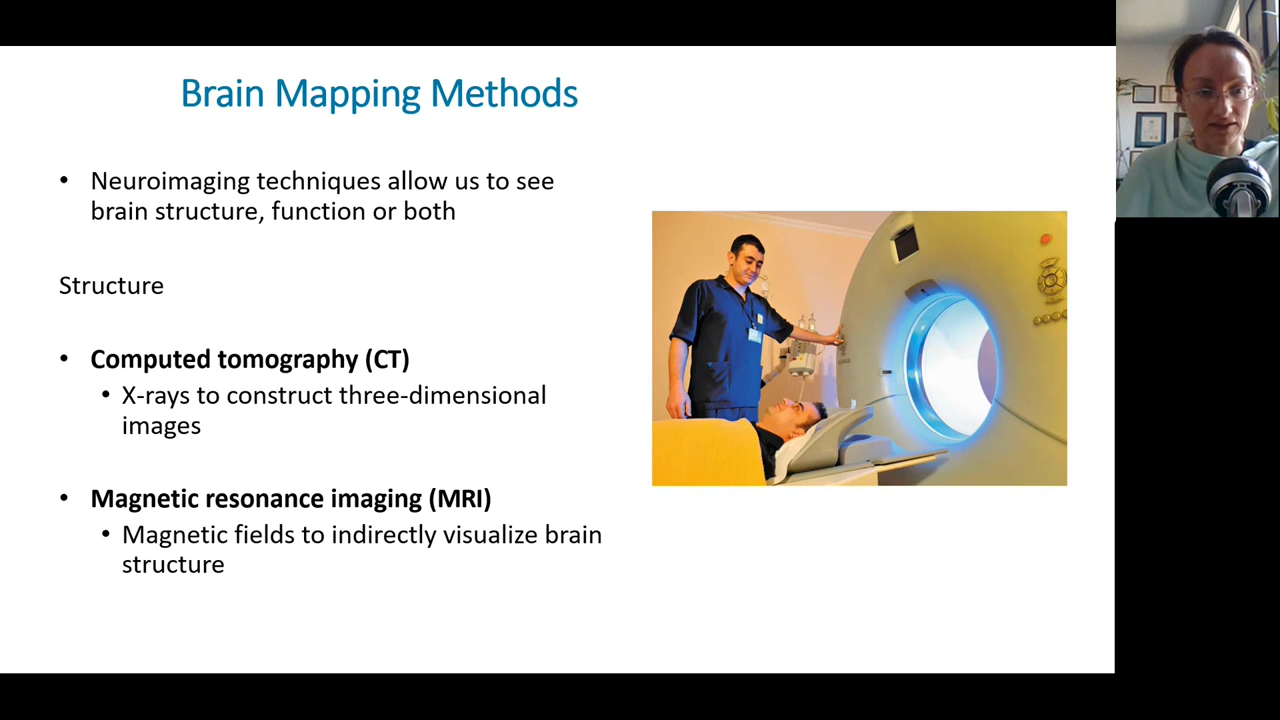 Brain Mapping Methods
• Neuroimaging techniques allow us to see
brain structure, function or both
Structure
• Computed tomography (CT)
• X-rays to construct three-dimensional
images
• Magnetic resonance imaging (MRI)
• Magnetic fields to indirectly visualize brain
structure